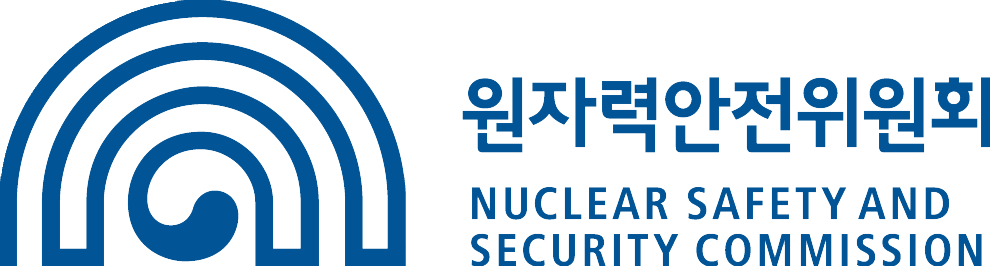 원자력안전위원회
NUCLEAR SAFETY AND
SECURITY COMMISSION